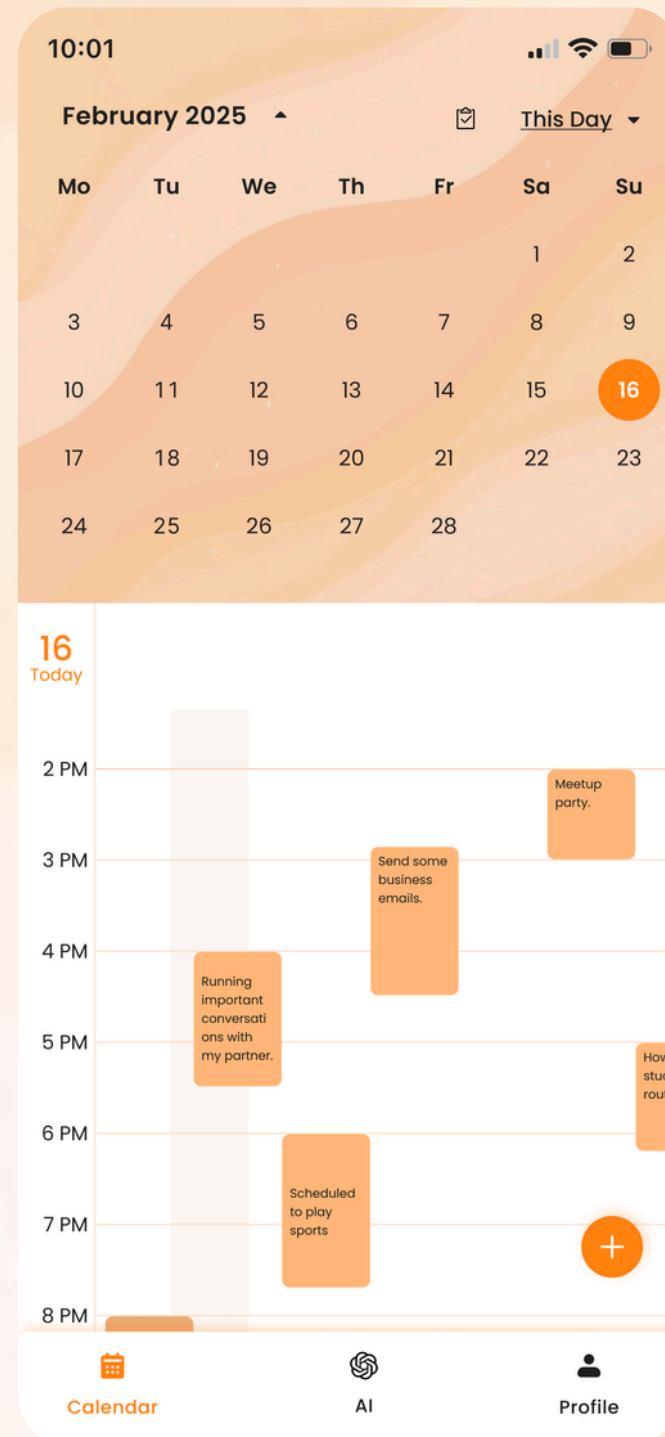 10:01
February 2025
This Day
Mo Tu We Th Fr Sa Su
1 2
3 4 5 6 7 8 9
10 11 12 13 14 15 16
17 18 19 20 21 22 23
24 25 26 27 28
16
Today
2 PM
Meetup
party.
3 PM
Send some
business
emails.
4 PM
Running
important
conversati
ons with
my partner.
5 PM
How
6 PM
Scheduled
to play
sports
7 PM
8 PM
Calendar
AI
Profile